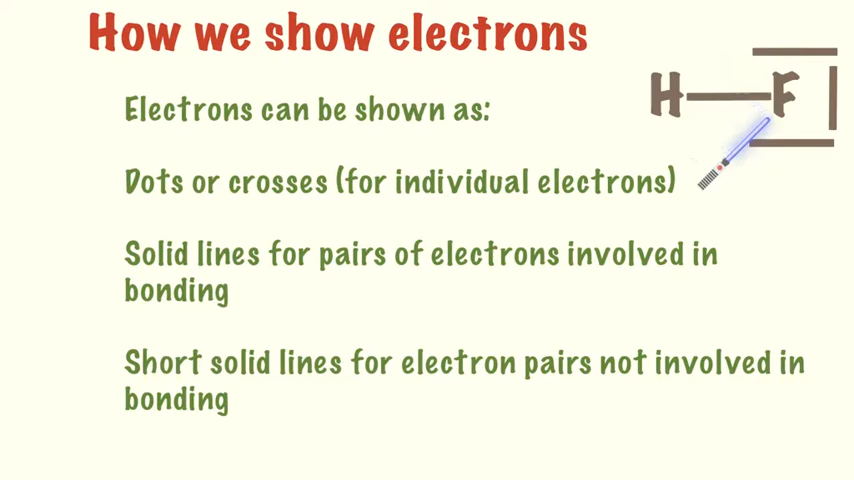 How we show electrons
H F
Electrons can be shown as:
Dots or crosses (for individual electrons)
Solid lines for pairs of electrons involved in
bonding
Short solid lines for electron pairs not involved in
bonding